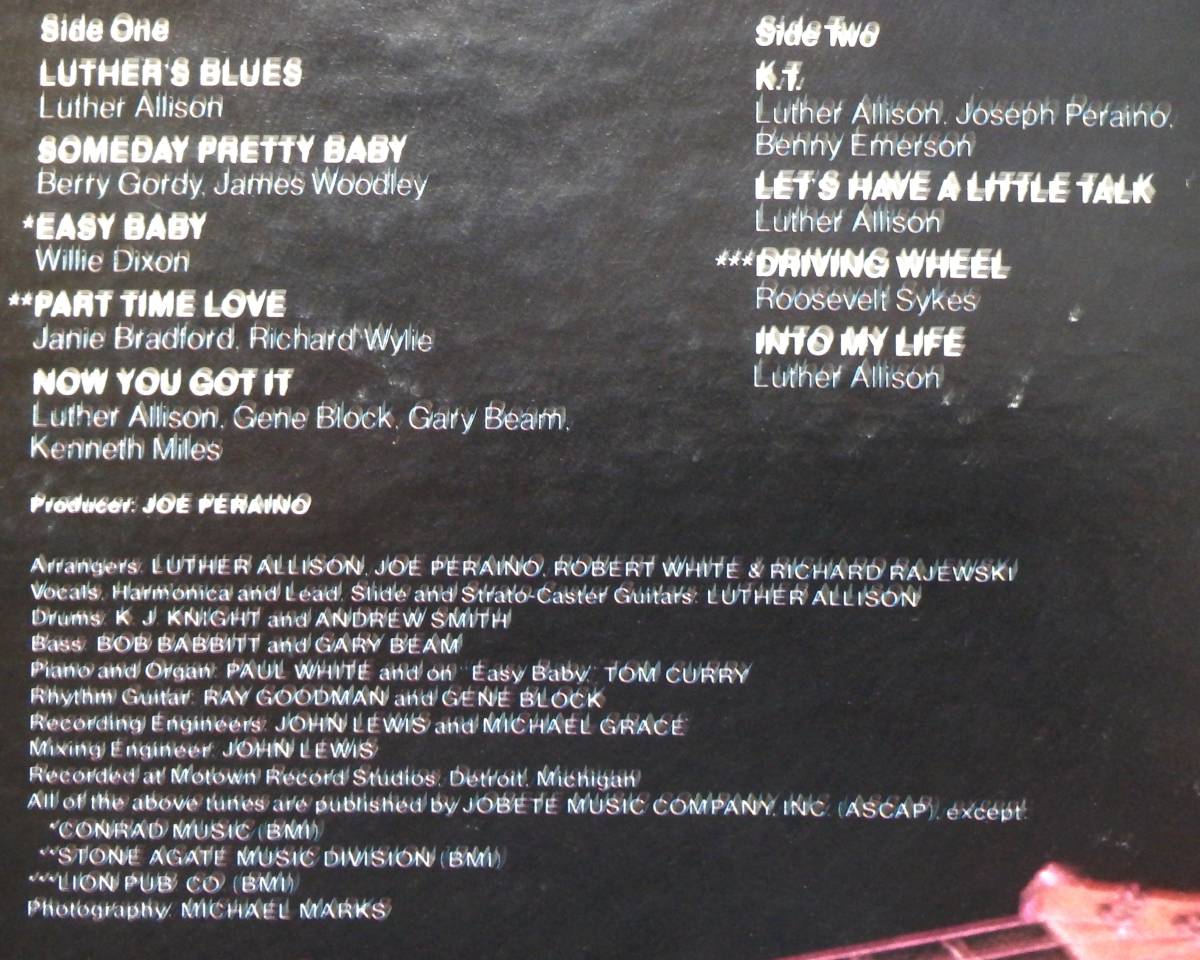 Side One
LUTHER'S BLUES
Luther Allison
SOMEDAY PRETTY BABY
Berry Gordy, James Woodley
*EASY BABY
Willie Dixon
**PART TIME LOVE
Janie Bradford, Richard Wylie
NOW YOU GOT IT
Luther Allison, Gene Block, Gary Beam,
Kenneth Miles
Side Two
K.T.
Luther Allison, Joseph Peraino,
Benny Emerson
LET'S HAVE A LITTLE TALK
Luther Allison
***DRIVING WHEEL
Roosevelt Sykes
INTO MY LIFE
Luther Allison
Producer: JOE PERAINO
Arrangers: LUTHER ALLISON, JOE PERAINO, ROBERT WHITE & RICHARD RAJEWSKI
Vocals, Harmonica and Lead, Slide and Strato-Caster Guitars: LUTHER ALLISON
Drums: K. J. KNIGHT and ANDREW SMITH
Bass: BOB BABBITT and GARY BEAM
Piano and Organ: PAUL WHITE and on "Easy Baby," TOM CURRY
Rhythm Guitar: RAY GOODMAN and GENE BLOCK
Recording Engineers: JOHN LEWIS and MICHAEL GRACE
Mixing Engineer: JOHN LEWIS
Recorded at Motown Record Studios, Detroit, Michigan
All of the above tunes are published by JOBETE MUSIC COMPANY, INC. (ASCAP), except:
*CONRAD MUSIC (BMI)
**STONE AGATE MUSIC DIVISION (BMI)
***LION PUB. CO. (BMI)
Photography: MICHAEL MARKS